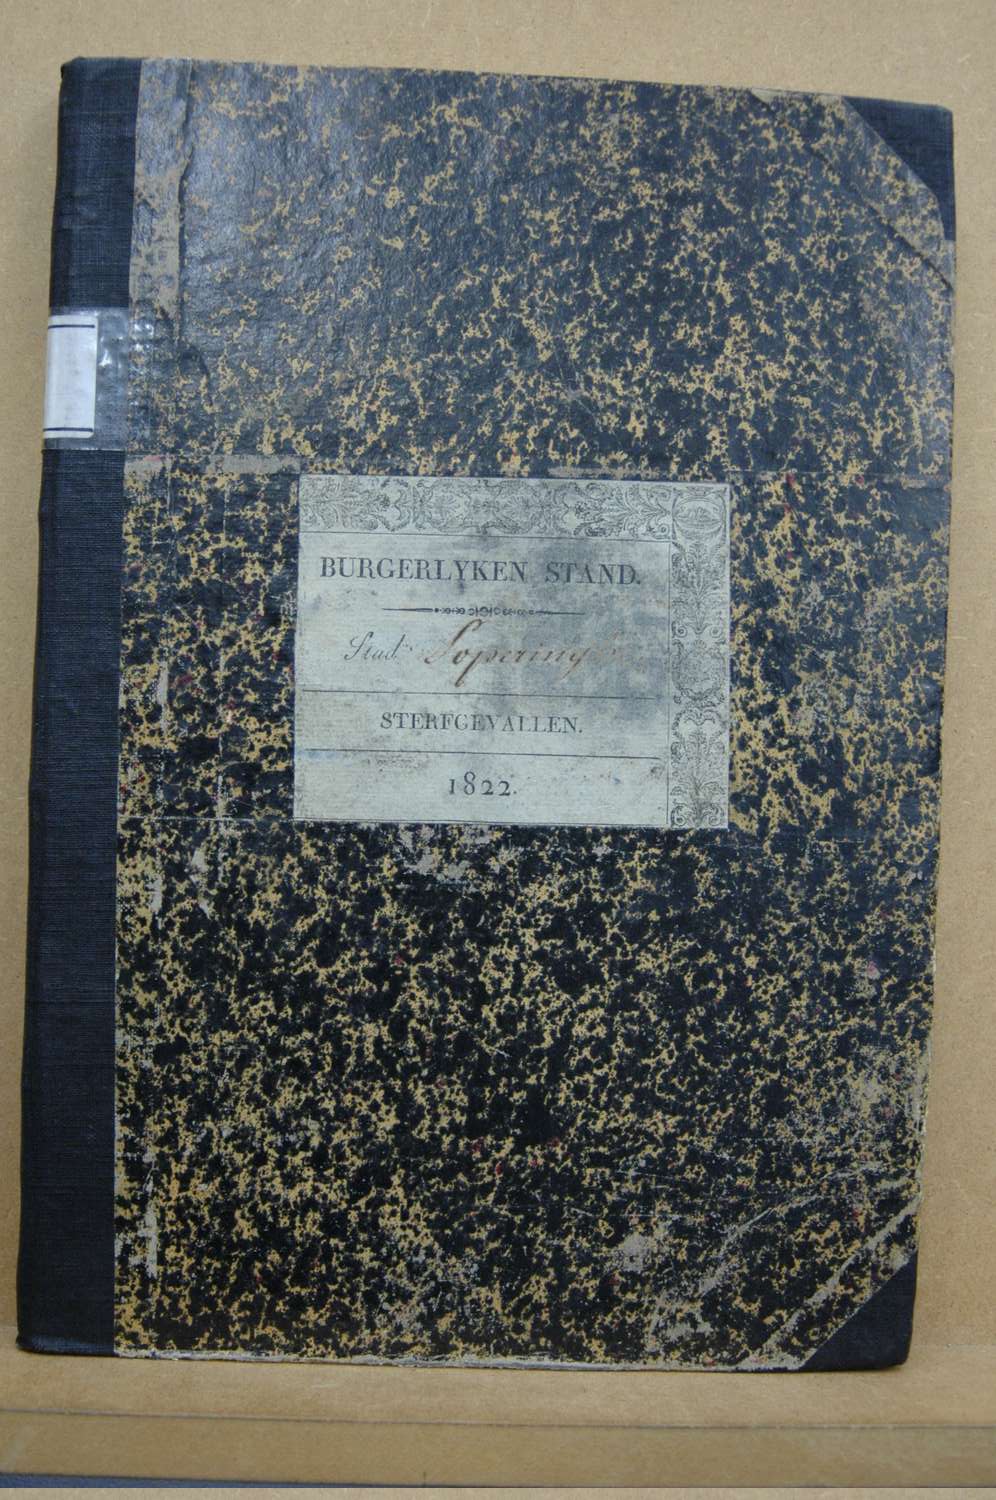 BURGERLYKEN STAND.
Stad Poperinge
STERFGEVALLEN.
1822.